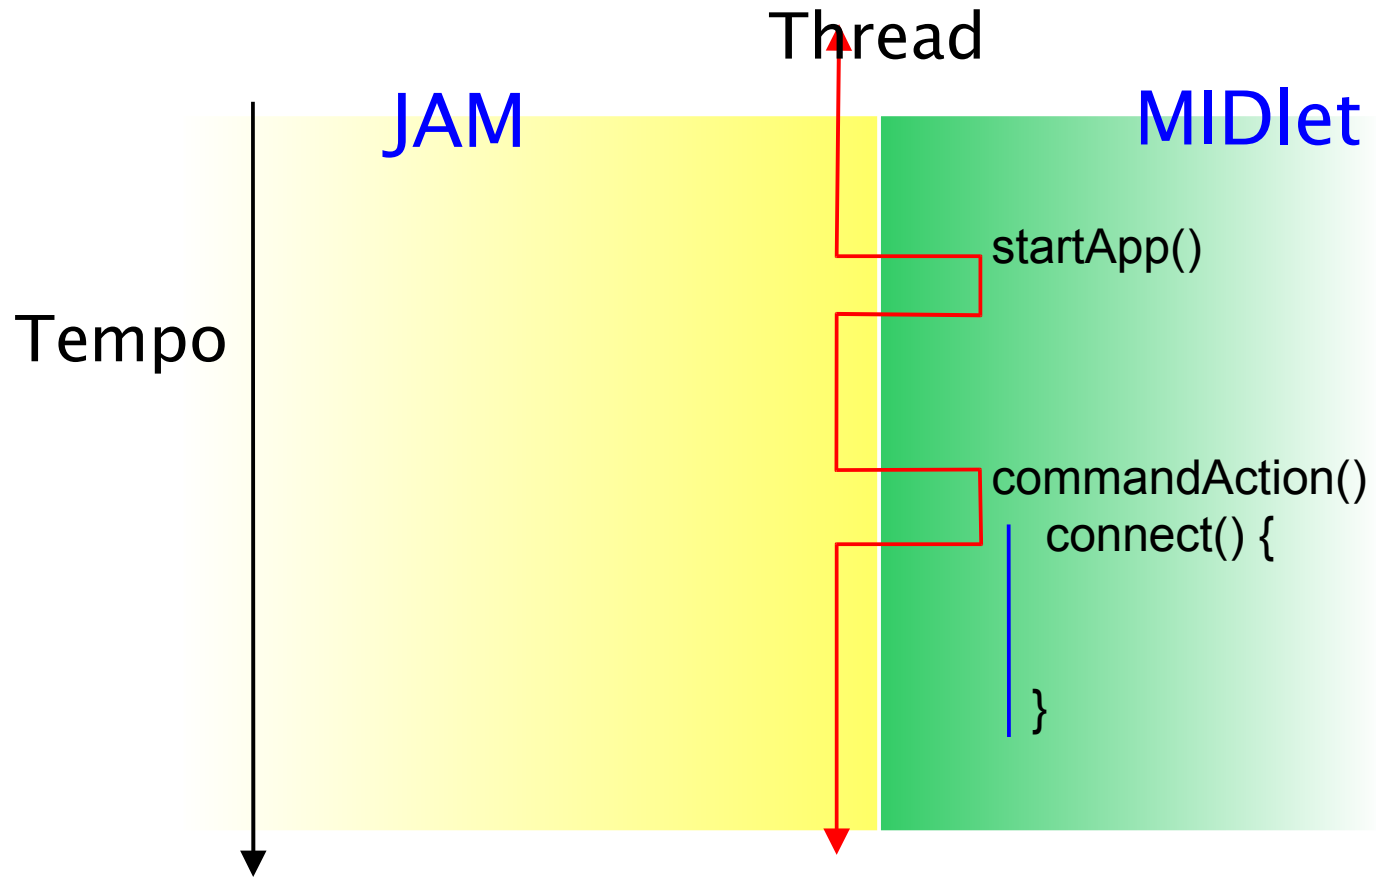 Thread
JAM
MIDlet
startApp()
Tempo
commandAction()
connect() {
}